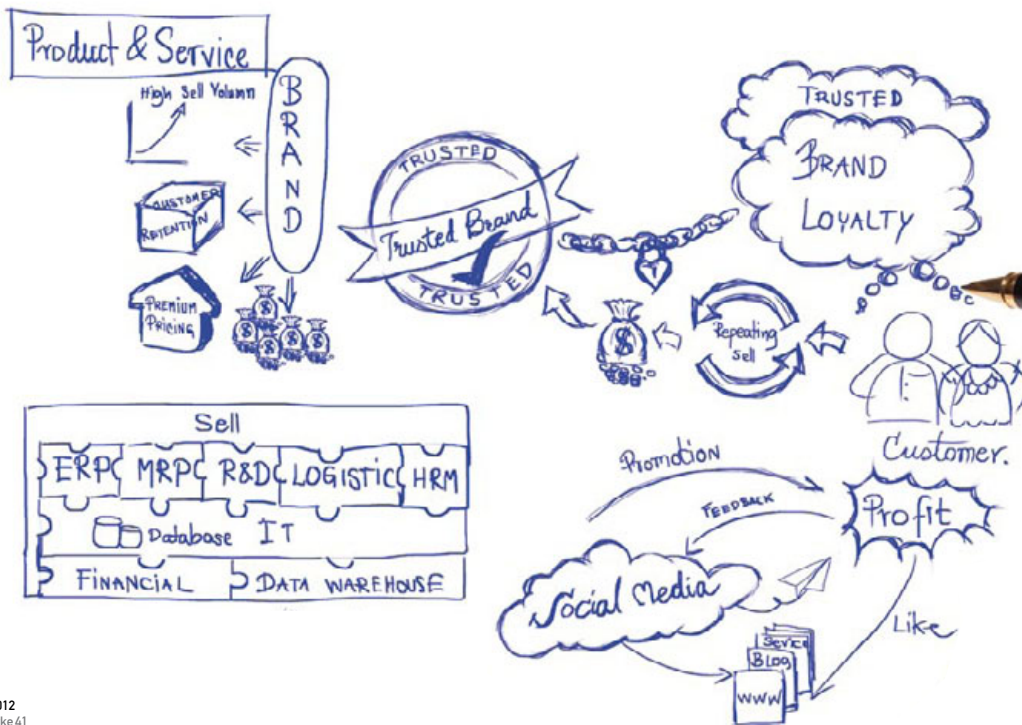 Product & Service
BRAND
High Sell Volumn
CUSTOMER
RETENTION
PREMIUM
PRICING
$
$
$
$
$
$
TRUSTED
Trusted Brand
TRUSTED
TRUSTED
BRAND
LOYALTY
$
Repeating
Sell
Customer.
Sell
ERP MRP R&D LOGISTIC HRM
Database IT
FINANCIAL DATA WAREHOUSE
Promotion
FEEDBACK
Profit
Social Media
Like
Service
BLOG
WWW
012
ke41